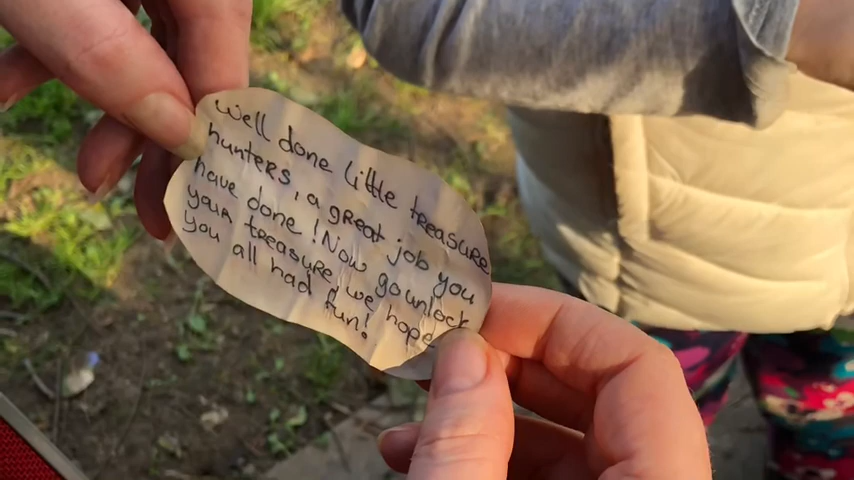 Well done little treasure
hunters, a great job you
have done! Now go unlock
your treasure, we hope
you all had fun!